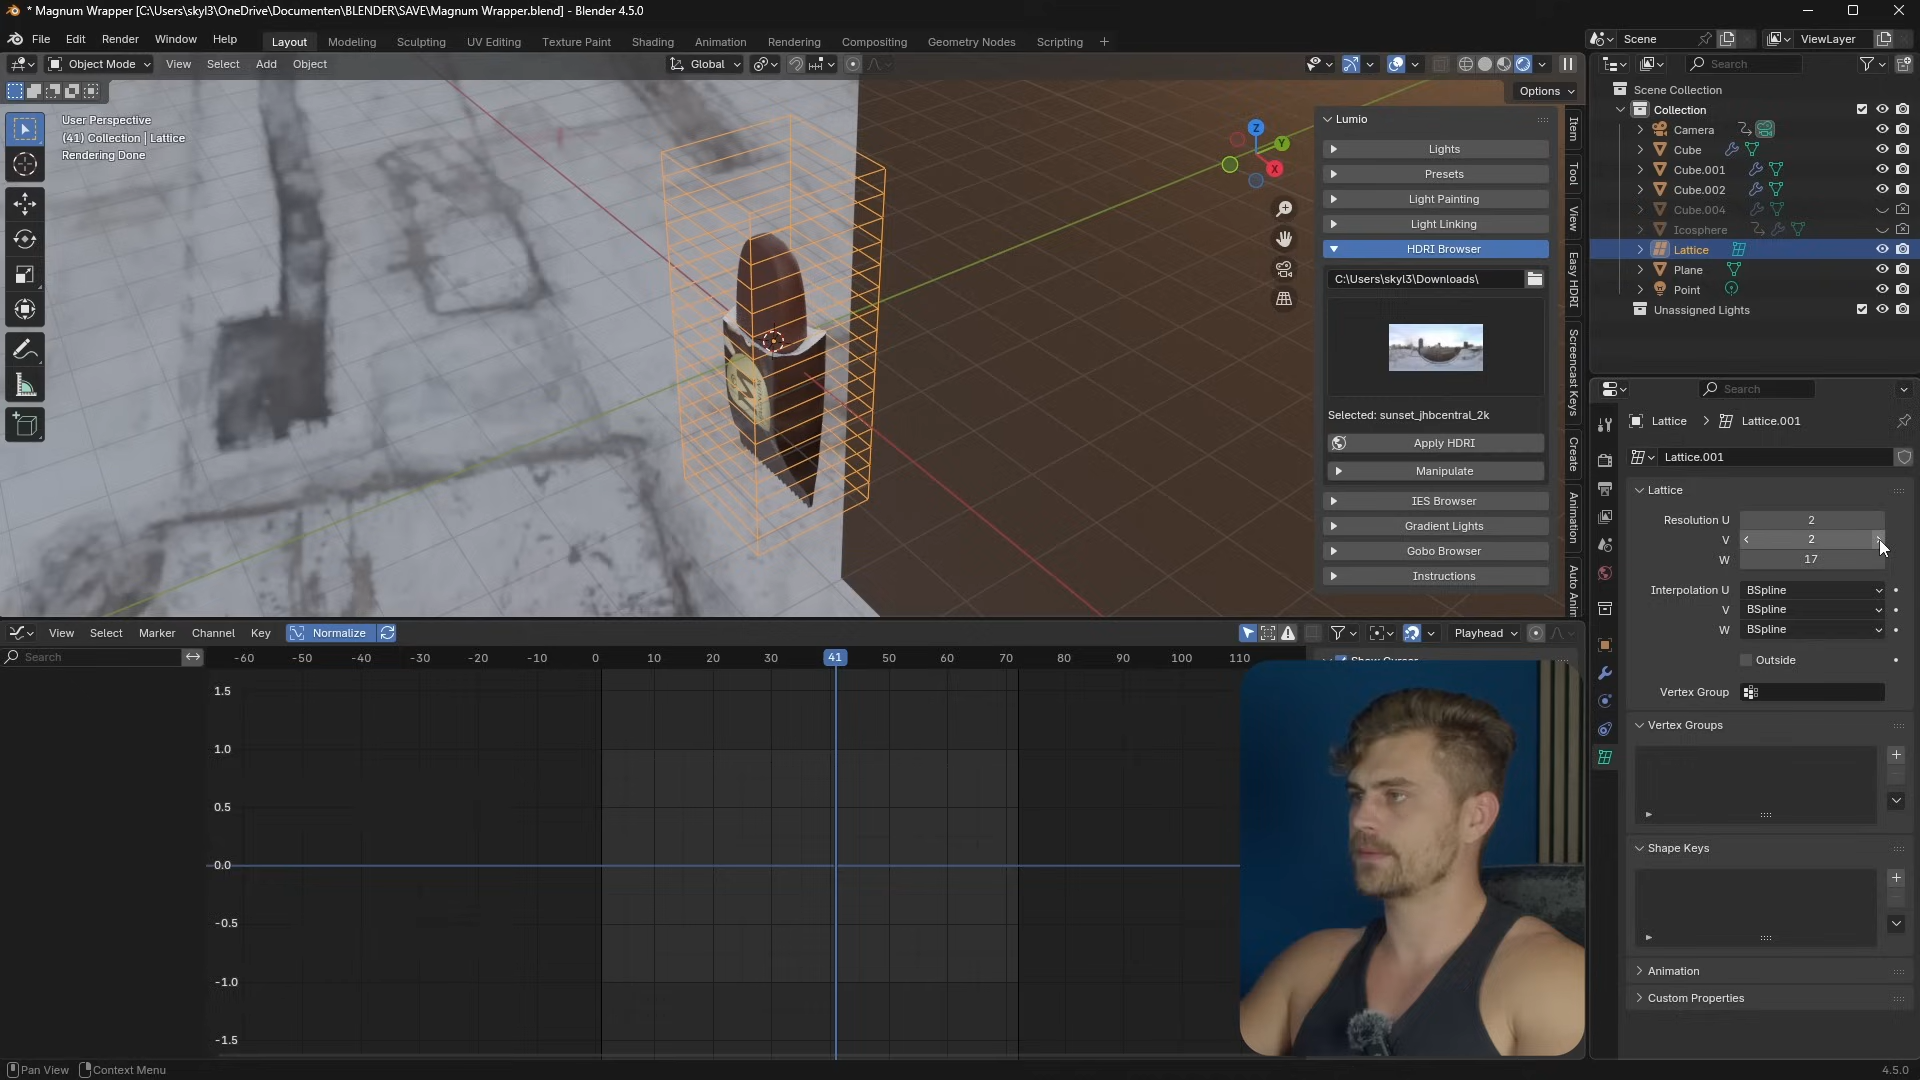 * Magnum Wrapper [C:\Users\skyl3\OneDrive\Documenten\BLENDER\SAVE\Magnum Wrapper.blend] - Blender 4.5.0
File Edit Render Window Help
Layout Modeling Sculpting UV Editing Texture Paint Shading Animation Rendering Compositing Geometry Nodes Scripting +
Scene
ViewLayer
Object Mode View Select Add Object
Global
Options
User Perspective
(41) Collection | Lattice
Rendering Done
Z
Y
X
Lumio
Lights
Presets
Light Painting
Light Linking
HDRI Browser
C:\Users\skyl3\Downloads\
Selected: sunset_jhbcentral_2k
Apply HDRI
Manipulate
IES Browser
Gradient Lights
Gobo Browser
Instructions
Item
Tool
View
Easy HDRI
Screencast Keys
Create
Animation
Auto Anim
M
Search
Scene Collection
Collection
Camera
Cube
Cube.001
Cube.002
Cube.004
Icosphere
Lattice
Plane
Point
Unassigned Lights
Search
Lattice > Lattice.001
Lattice.001
Lattice
Resolution U 2
V 2
W 17
Interpolation U BSpline
V BSpline
W BSpline
Outside
Vertex Group
Vertex Groups
Shape Keys
Animation
Custom Properties
View Select Marker Channel Key Normalize
Playhead
Search
-60 -50 -40 -30 -20 -10 0 10 20 30 41 50 60 70 80 90 100 110
Show Cursor
1.5
1.0
0.5
0.0
-0.5
-1.0
-1.5
Pan View Context Menu
4.5.0